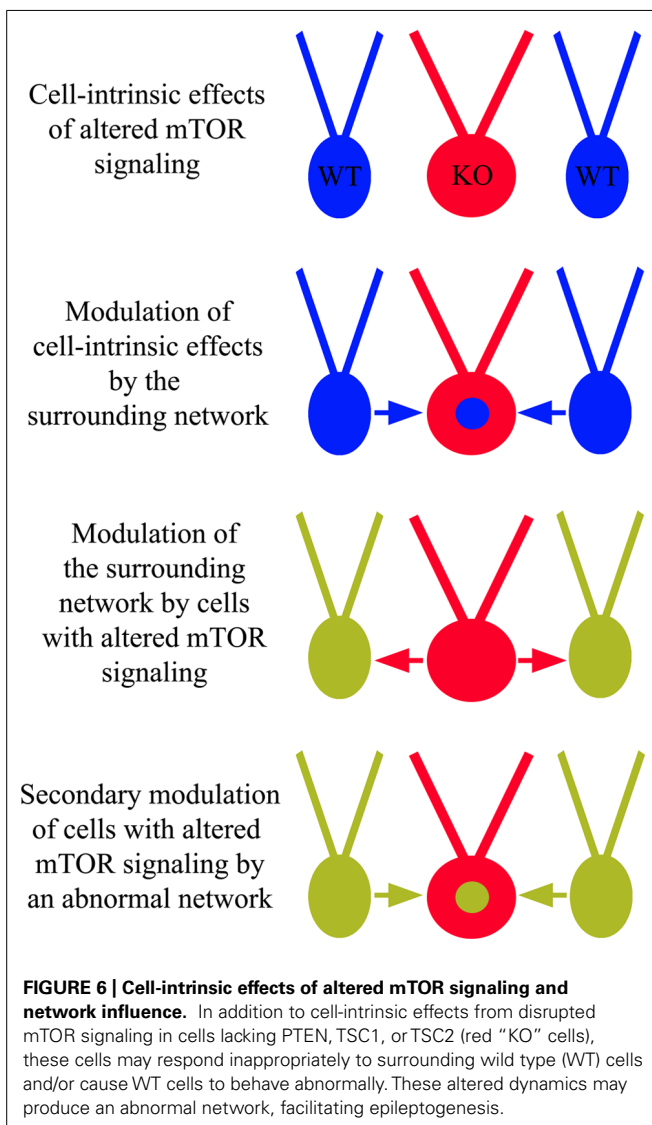 Cell-intrinsic effects
of altered mTOR
signaling
WT
KO
WT
Modulation of
cell-intrinsic effects
by the
surrounding network
Modulation of
the surrounding
network by cells
with altered mTOR
signaling
Secondary modulation
of cells with altered
mTOR signaling by
an abnormal network
FIGURE 6 | Cell-intrinsic effects of altered mTOR signaling and
network influence. In addition to cell-intrinsic effects from disrupted
mTOR signaling in cells lacking PTEN, TSC1, or TSC2 (red “KO” cells),
these cells may respond inappropriately to surrounding wild type (WT) cells
and/or cause WT cells to behave abnormally. These altered dynamics may
produce an abnormal network, facilitating epileptogenesis.